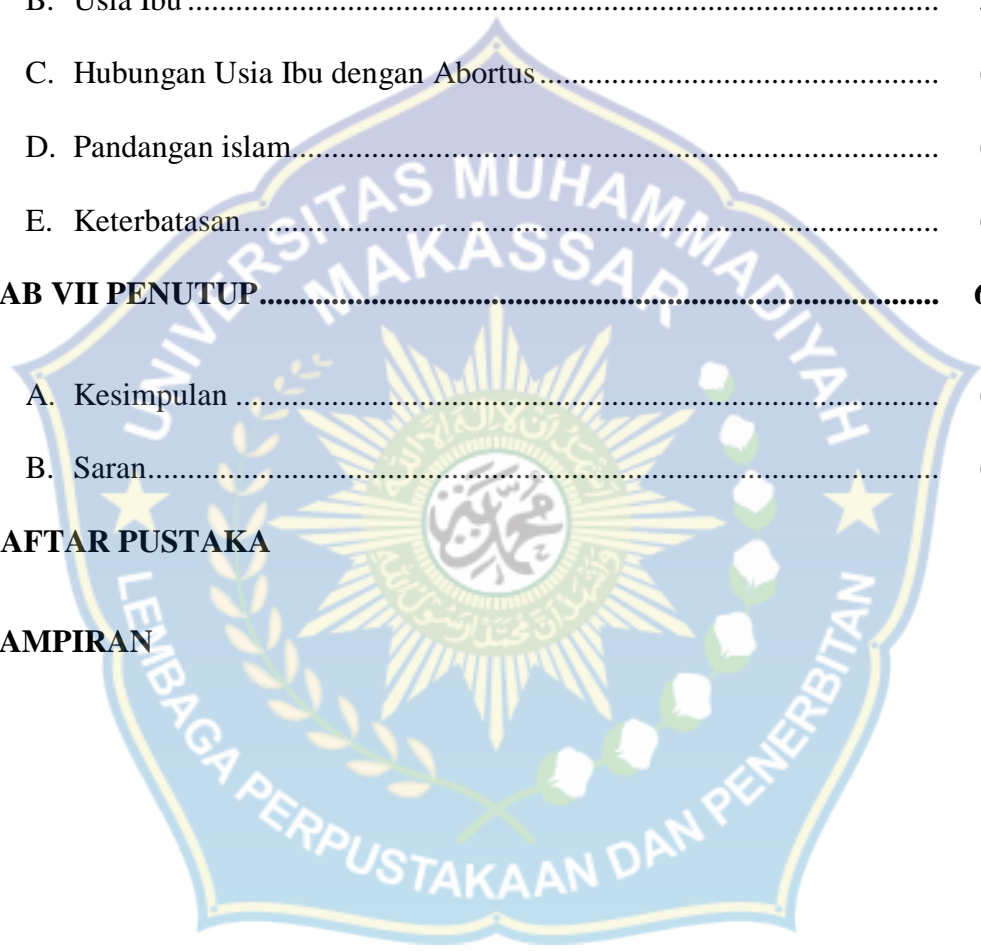 B. Usia Ibu ................................................................................
C. Hubungan Usia Ibu dengan Abortus ..........................................
D. Pandangan islam.....................................................................
E. Keterbatasan..........................................................................
AB VII PENUTUP........................................................................ 6
A. Kesimpulan ...........................................................................
B. Saran.....................................................................................
AFTAR PUSTAKA
AMPIRAN
UNIVERSITAS MUHAMMADIYAH
MAKASSAR
LEMBAGA PERPUSTAKAAN DAN PENERBITAN